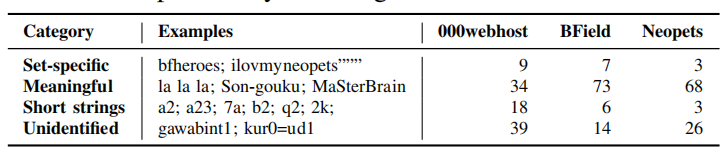 Category Examples 000webhost BField Neopets
Set-specific bfheroes; ilovmyneopets””” 9 7 3
Meaningful la la la; Son-gouku; MaSterBrain 34 73 68
Short strings a2; a23; 7a; b2; q2; 2k; 18 6 3
Unidentified gawabint1; kur0=ud1 39 14 26